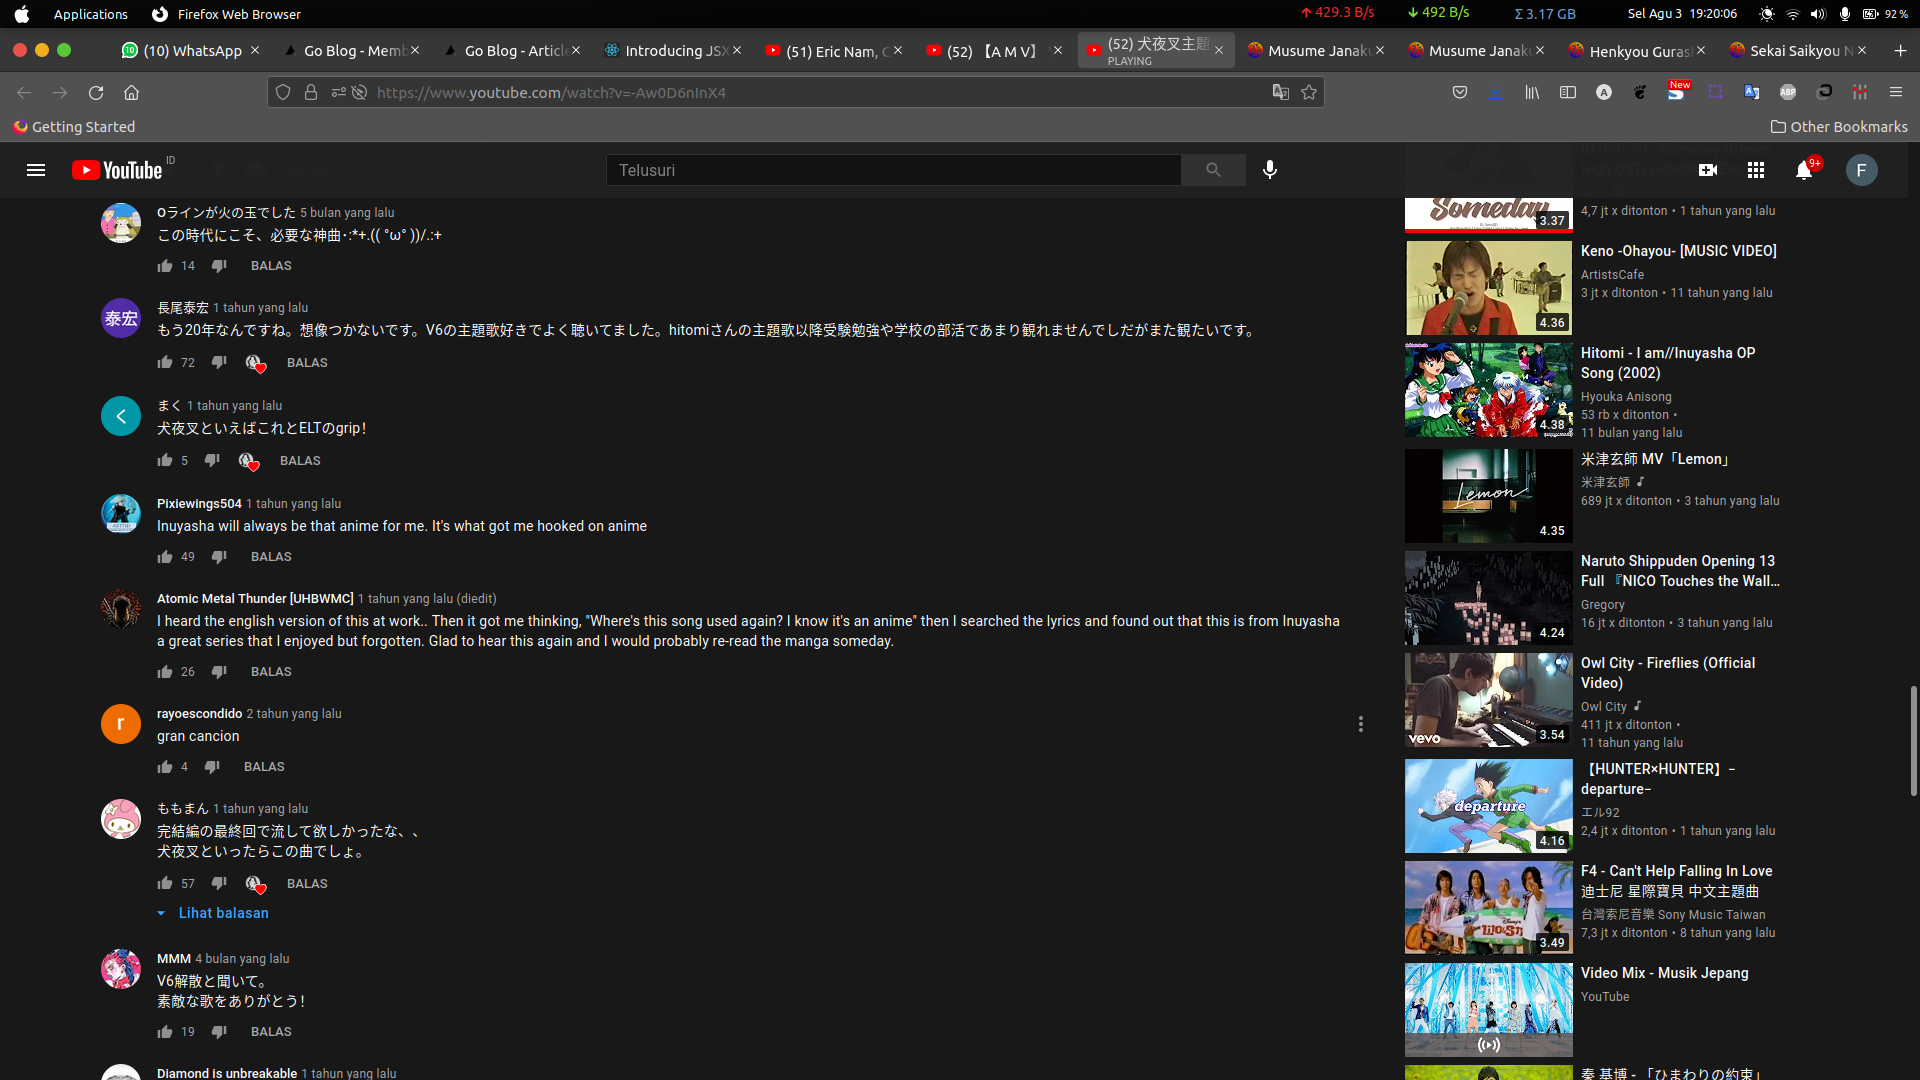 Applications
Firefox Web Browser
429.3 B/s
492 B/s
Σ 3.17 GB
Sel Agu 3 19:20:06
92 %
(10) WhatsApp
Go Blog - Memb
Go Blog - Article
Introducing JSX
(51) Eric Nam, C
(52) 【A M V】
(52) 犬夜叉主題
PLAYING
Musume Janaku
Musume Janaku
Henkyou Guras
Sekai Saikyou N
https://www.youtube.com/watch?v=-Aw0D6nInX4
New
ABP
Getting Started
Other Bookmarks
YouTube
ID
Telusuri
9+
F
Oラインが火の玉でした 5 bulan yang lalu
この時代にこそ、必要な神曲･:*+.(( °ω° ))/.:+
14
BALAS
泰宏
長尾泰宏 1 tahun yang lalu
もう20年なんですね。想像つかないです。V6の主題歌好きでよく聴いてました。hitomiさんの主題歌以降受験勉強や学校の部活であまり観れませんでしだがまた観たいです。
72
BALAS
まく 1 tahun yang lalu
犬夜叉といえばこれとELTのgrip！
5
BALAS
Pixiewings504 1 tahun yang lalu
Inuyasha will always be that anime for me. It's what got me hooked on anime
49
BALAS
Atomic Metal Thunder [UHBWMC] 1 tahun yang lalu (diedit)
I heard the english version of this at work.. Then it got me thinking, "Where's this song used again? I know it's an anime" then I searched the lyrics and found out that this is from Inuyasha
a great series that I enjoyed but forgotten. Glad to hear this again and I would probably re-read the manga someday.
26
BALAS
r
rayoescondido 2 tahun yang lalu
gran cancion
4
BALAS
ももまん 1 tahun yang lalu
完結編の最終回で流して欲しかったな、、
犬夜叉といったらこの曲でしょ。
57
BALAS
Lihat balasan
MMM 4 bulan yang lalu
V6解散と聞いて。
素敵な歌をありがとう！
19
BALAS
Diamond is unbreakable 1 tahun yang lalu
Someday
3.37
4,7 jt x ditonton • 1 tahun yang lalu
4.36
Keno -Ohayou- [MUSIC VIDEO]
ArtistsCafe
3 jt x ditonton • 11 tahun yang lalu
4.38
Hitomi - I am//Inuyasha OP
Song (2002)
Hyouka Anisong
53 rb x ditonton •
11 bulan yang lalu
Lemon
4.35
米津玄師 MV「Lemon」
米津玄師
689 jt x ditonton • 3 tahun yang lalu
4.24
Naruto Shippuden Opening 13
Full 『NICO Touches the Wall...
Gregory
16 jt x ditonton • 3 tahun yang lalu
vevo
3.54
Owl City - Fireflies (Official
Video)
Owl City
411 jt x ditonton •
11 tahun yang lalu
departure
4.16
【HUNTER×HUNTER】−
departure−
エル92
2,4 jt x ditonton • 1 tahun yang lalu
3.49
F4 - Can't Help Falling In Love
迪士尼 星際寶貝 中文主題曲
台灣索尼音樂 Sony Music Taiwan
7,3 jt x ditonton • 8 tahun yang lalu
Video Mix - Musik Jepang
YouTube
秦 基博 - 「ひまわりの約束」